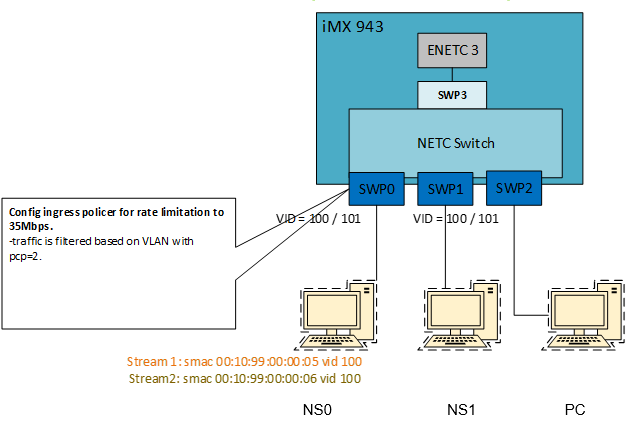 iMX 943
ENETC 3
SWP3
NETC Switch
SWP0
SWP1
SWP2
Config ingress policer for rate limitation to
35Mbps.
-traffic is filtered based on VLAN with
pcp=2.
VID = 100 / 101
VID = 100 / 101
Stream 1: smac 00:10:99:00:00:05 vid 100
Stream2: smac 00:10:99:00:00:06 vid 100
NS0
NS1
PC